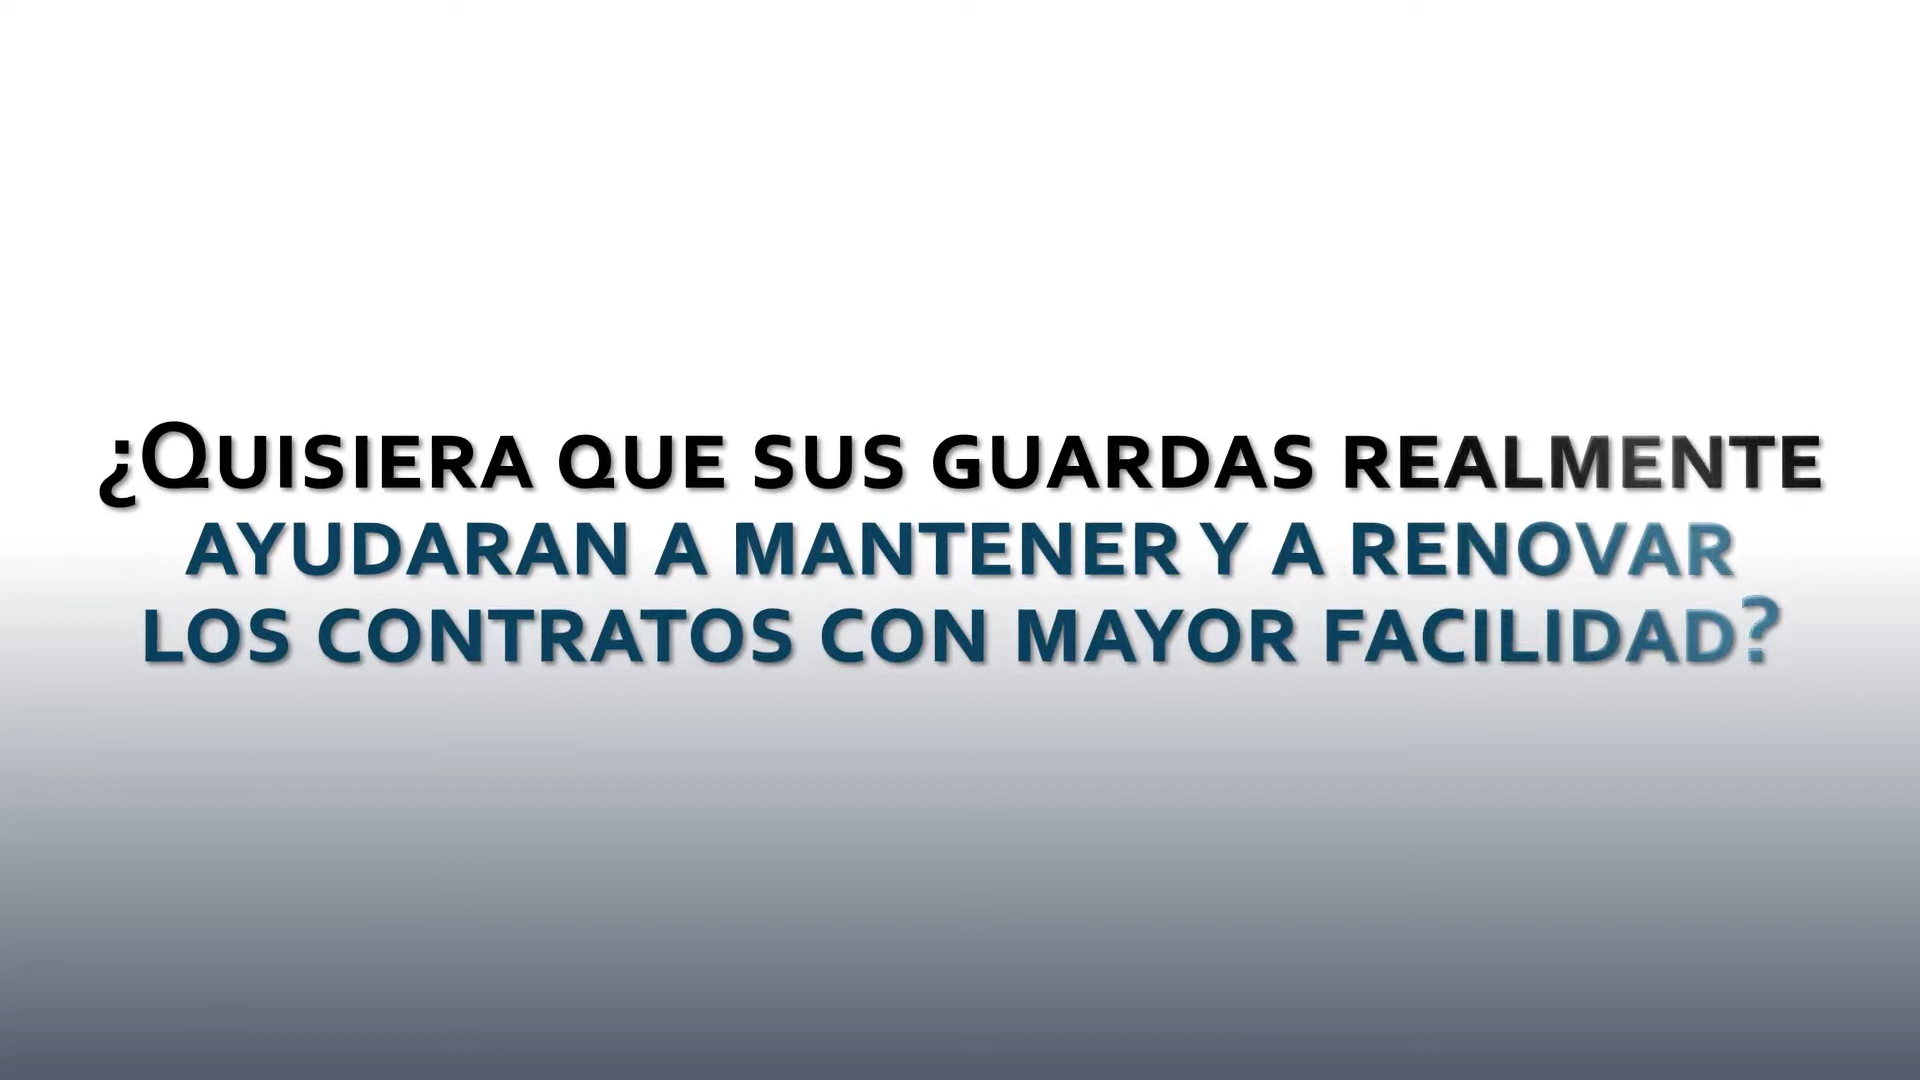 ¿Quisiera que sus guardas realmente
ayudaran a mantener y a renovar
los contratos con mayor facilidad?